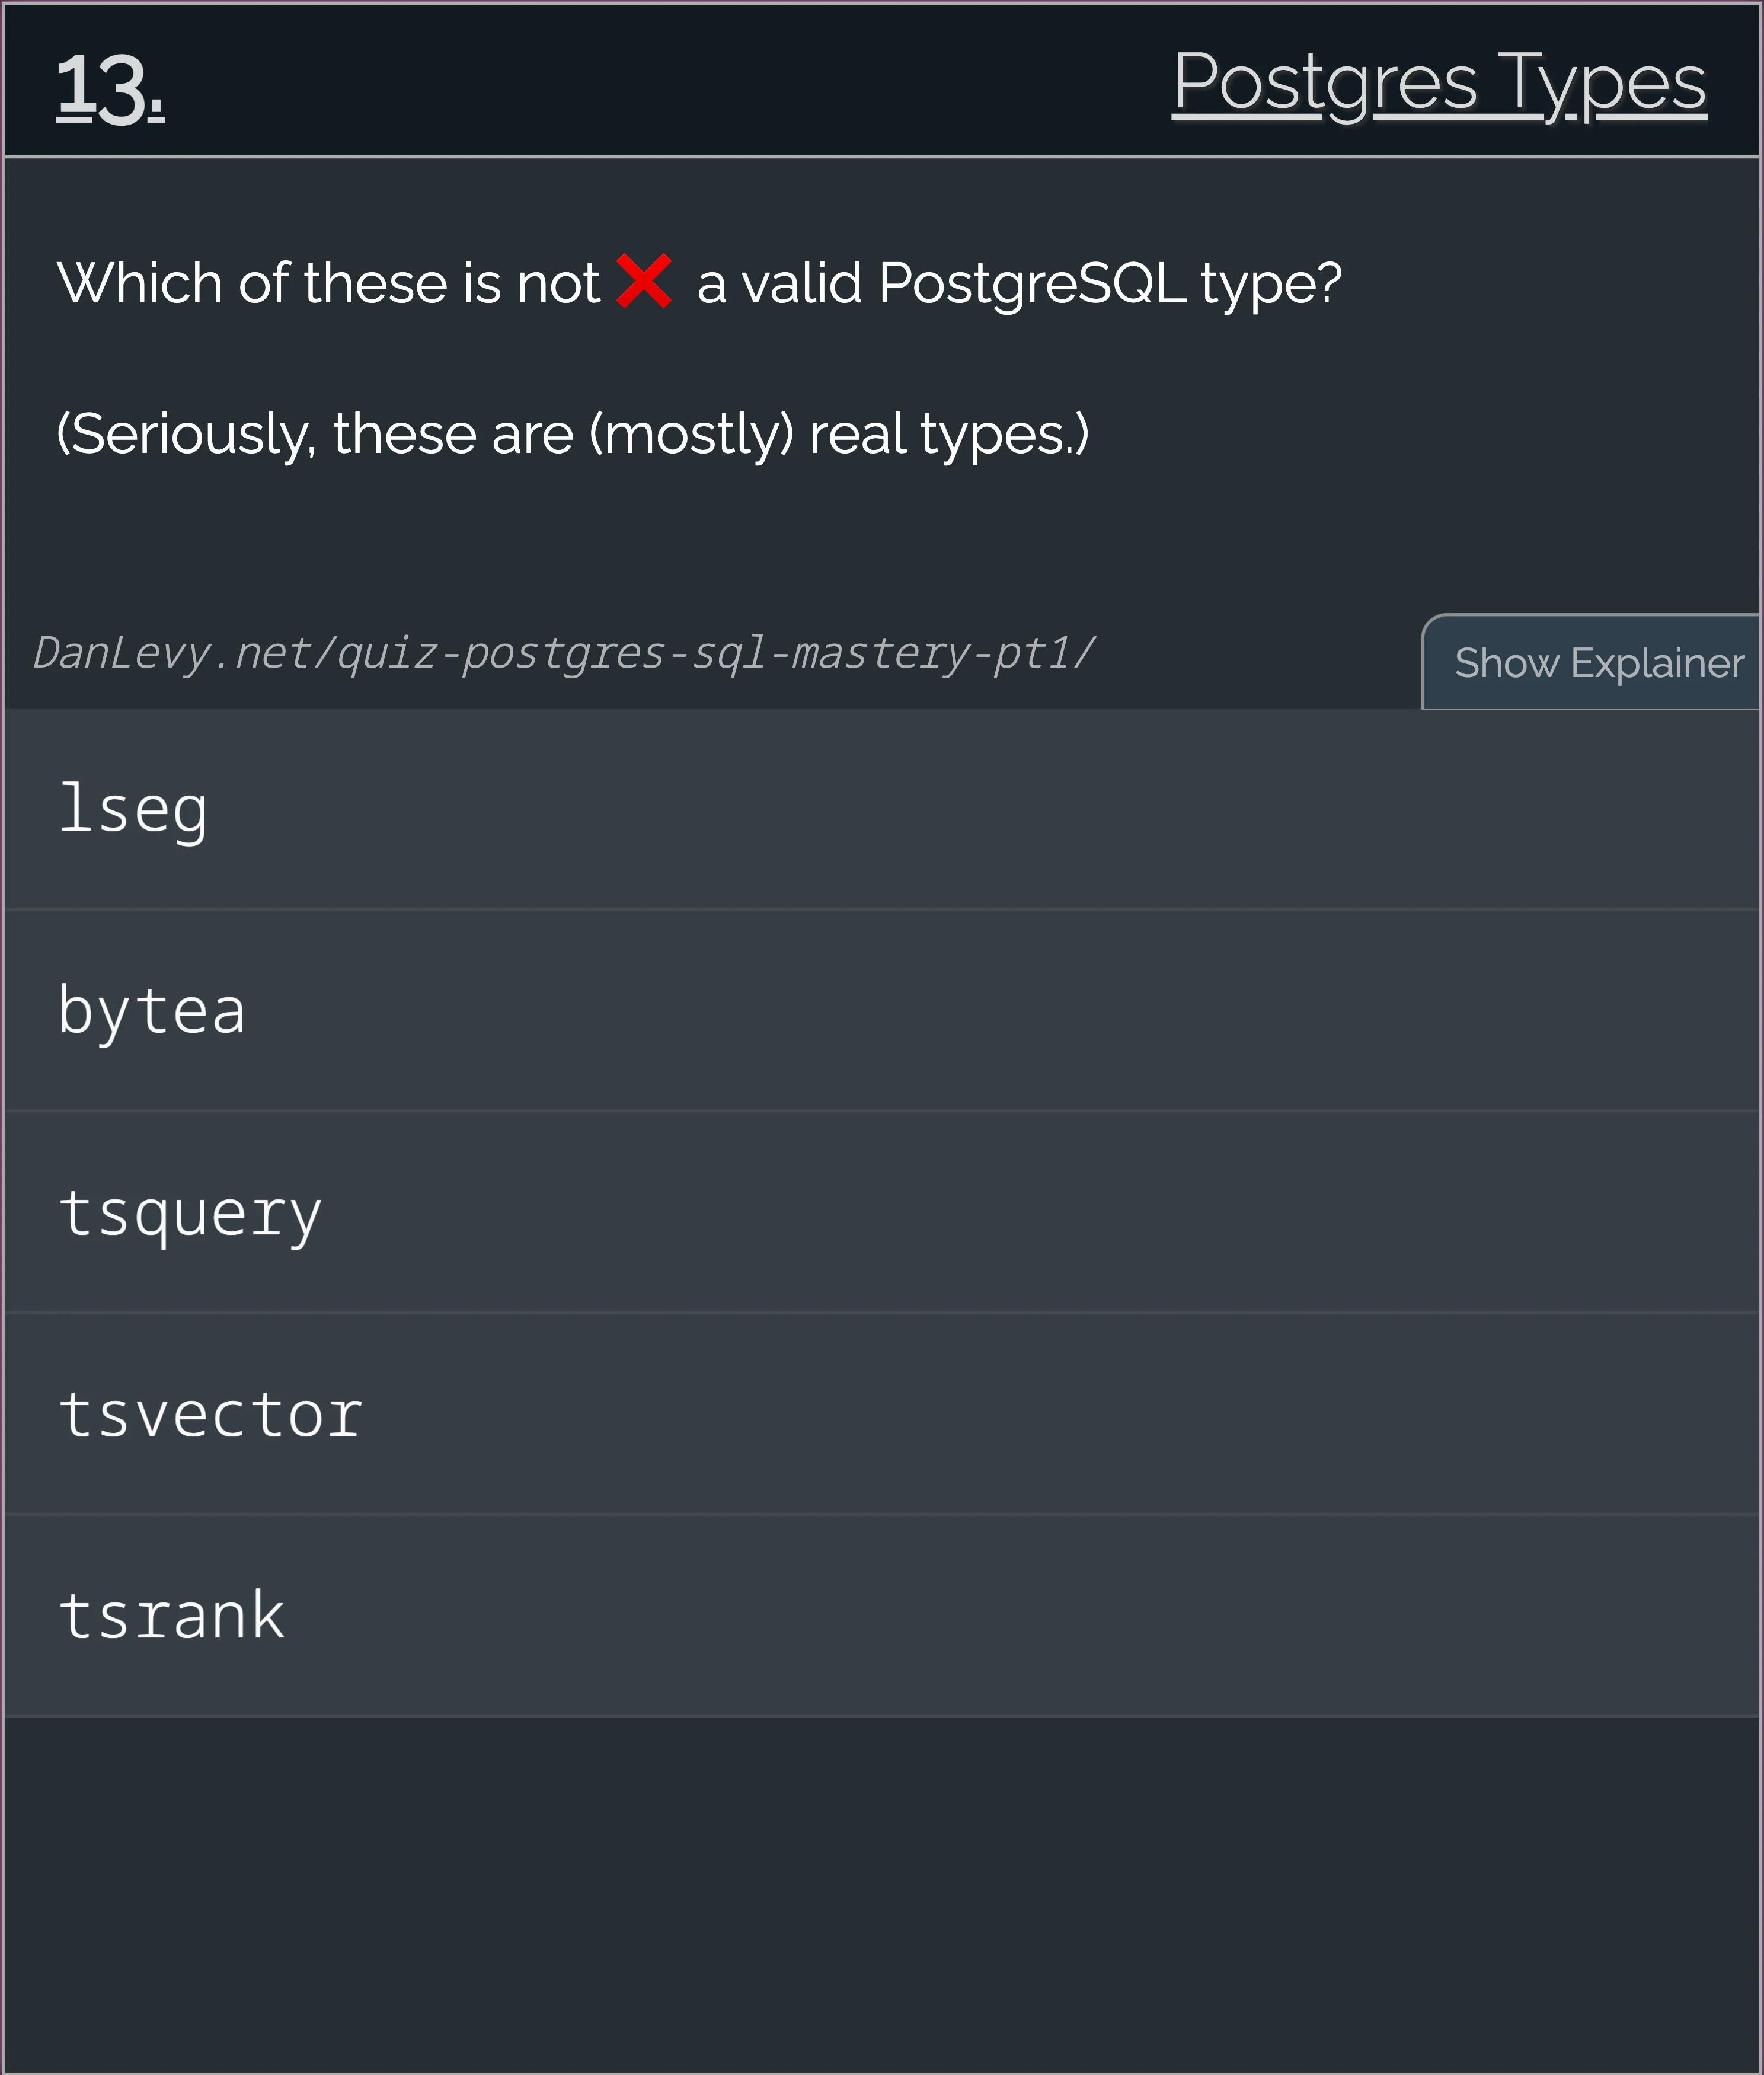 13.
Postgres Types
Which of these is not ❌ a valid PostgreSQL type?
(Seriously, these are (mostly) real types.)
DanLevy.net/quiz-postgres-sql-mastery-pt1/
Show Explainer
lseg
bytea
tsquery
tsvector
tsrank